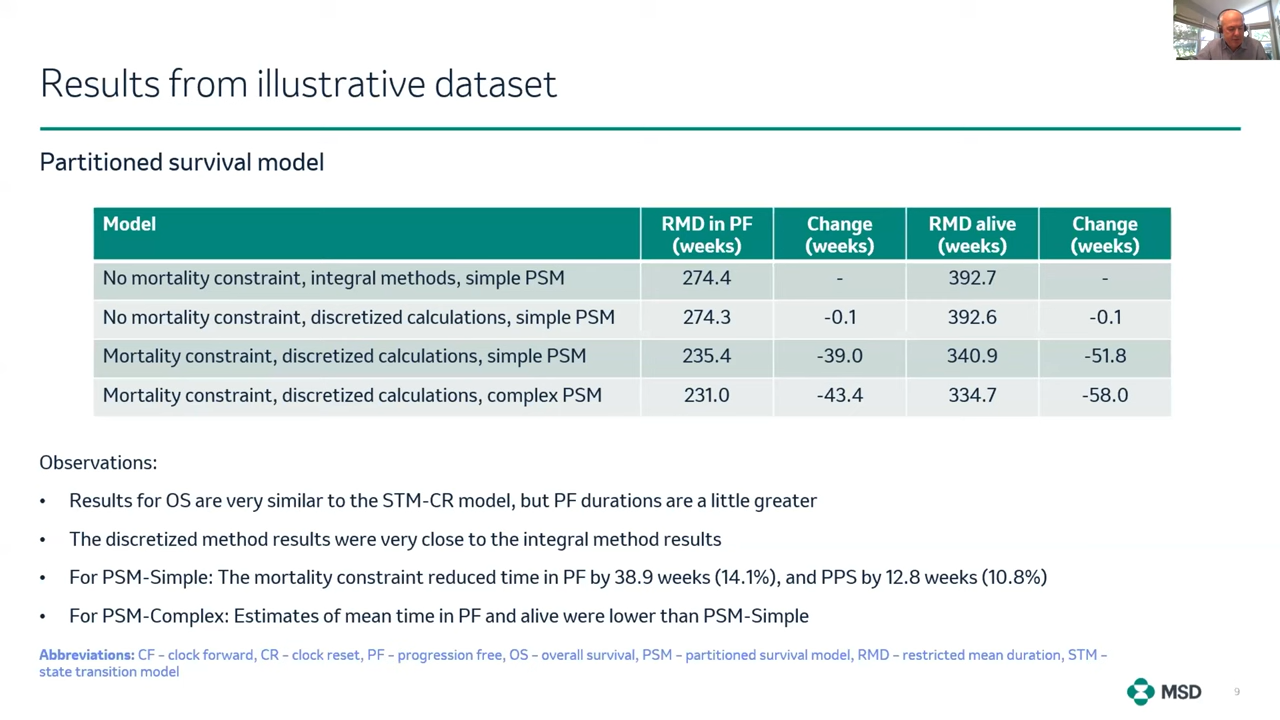 Results from illustrative dataset
Partitioned survival model
Model
RMD in PF
(weeks)
Change
(weeks)
RMD alive
(weeks)
Change
(weeks)
No mortality constraint, integral methods, simple PSM 274.4 - 392.7 -
No mortality constraint, discretized calculations, simple PSM 274.3 -0.1 392.6 -0.1
Mortality constraint, discretized calculations, simple PSM 235.4 -39.0 340.9 -51.8
Mortality constraint, discretized calculations, complex PSM 231.0 -43.4 334.7 -58.0
Observations:
• Results for OS are very similar to the STM-CR model, but PF durations are a little greater
• The discretized method results were very close to the integral method results
• For PSM-Simple: The mortality constraint reduced time in PF by 38.9 weeks (14.1%), and PPS by 12.8 weeks (10.8%)
• For PSM-Complex: Estimates of mean time in PF and alive were lower than PSM-Simple
Abbreviations: CF – clock forward, CR – clock reset, PF – progression free, OS – overall survival, PSM – partitioned survival model, RMD – restricted mean duration, STM –
state transition model
MSD
9